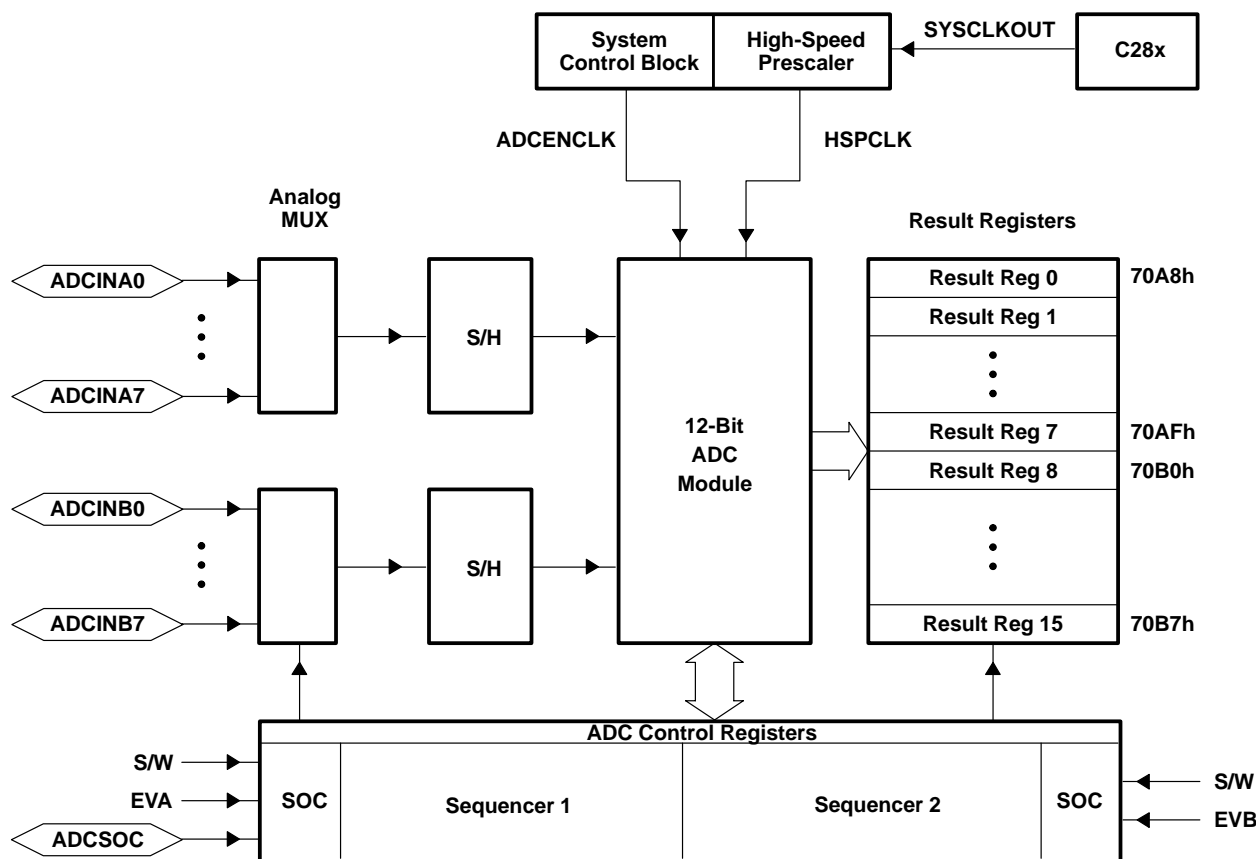 System
Control Block
High-Speed
Prescaler
SYSCLKOUT
C28x
ADCENCLK
HSPCLK
Analog
MUX
Result Registers
ADCINA0
ADCINA7
S/H
ADCINB0
ADCINB7
S/H
12-Bit
ADC
Module
Result Reg 0
70A8h
Result Reg 1
Result Reg 7
70AFh
Result Reg 8
70B0h
Result Reg 15
70B7h
ADC Control Registers
S/W
EVA
ADCSOC
SOC
Sequencer 1
Sequencer 2
SOC
S/W
EVB